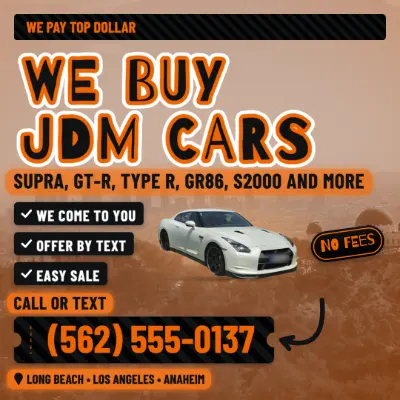 WE PAY TOP DOLLAR
WE BUY
JDM CARS
SUPRA, GT-R, TYPE R, GR86, S2000 AND MORE
WE COME TO YOU
OFFER BY TEXT
EASY SALE
NO FEES
CALL OR TEXT
(562) 555-0137
LONG BEACH • LOS ANGELES • ANAHEIM